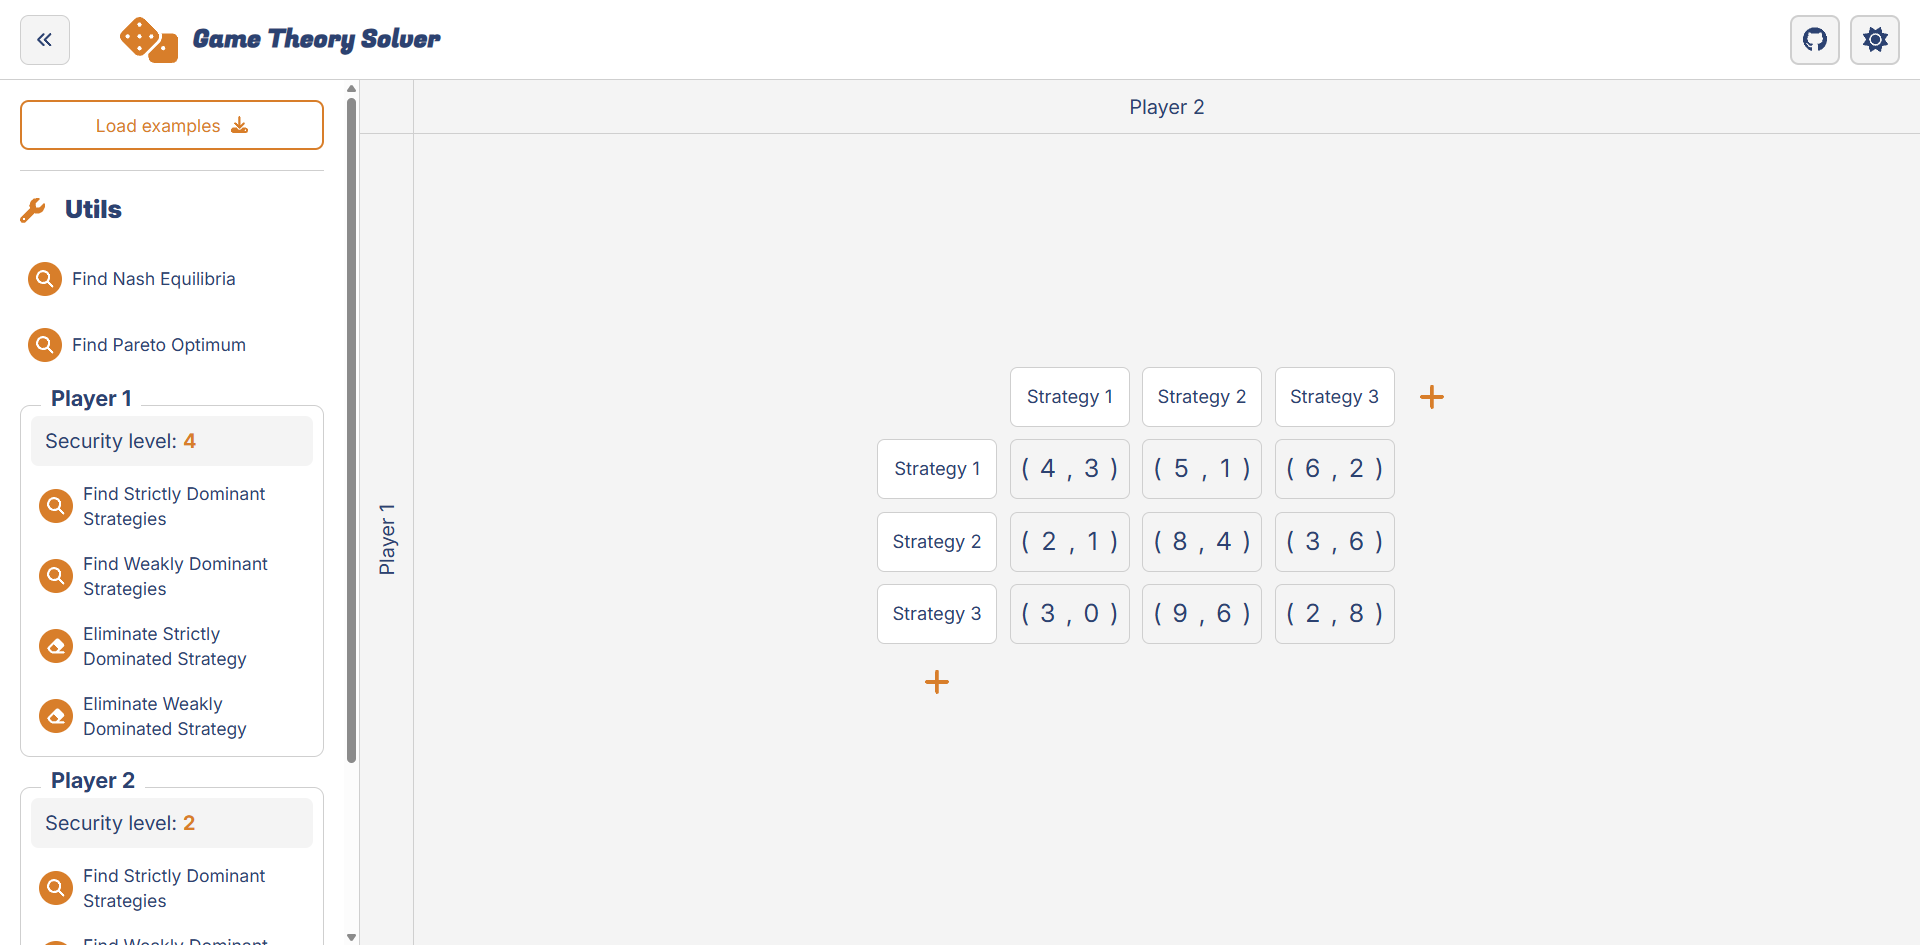 Game Theory Solver
Load examples
Utils
Find Nash Equilibria
Find Pareto Optimum
Player 1
Security level: 4
Find Strictly Dominant
Strategies
Find Weakly Dominant
Strategies
Eliminate Strictly
Dominated Strategy
Eliminate Weakly
Dominated Strategy
Player 2
Security level: 2
Find Strictly Dominant
Strategies
Find Weakly Dominant
Player 2
Player 1
Strategy 1 Strategy 2 Strategy 3
Strategy 1 ( 4 , 3 ) ( 5 , 1 ) ( 6 , 2 )
Strategy 2 ( 2 , 1 ) ( 8 , 4 ) ( 3 , 6 )
Strategy 3 ( 3 , 0 ) ( 9 , 6 ) ( 2 , 8 )